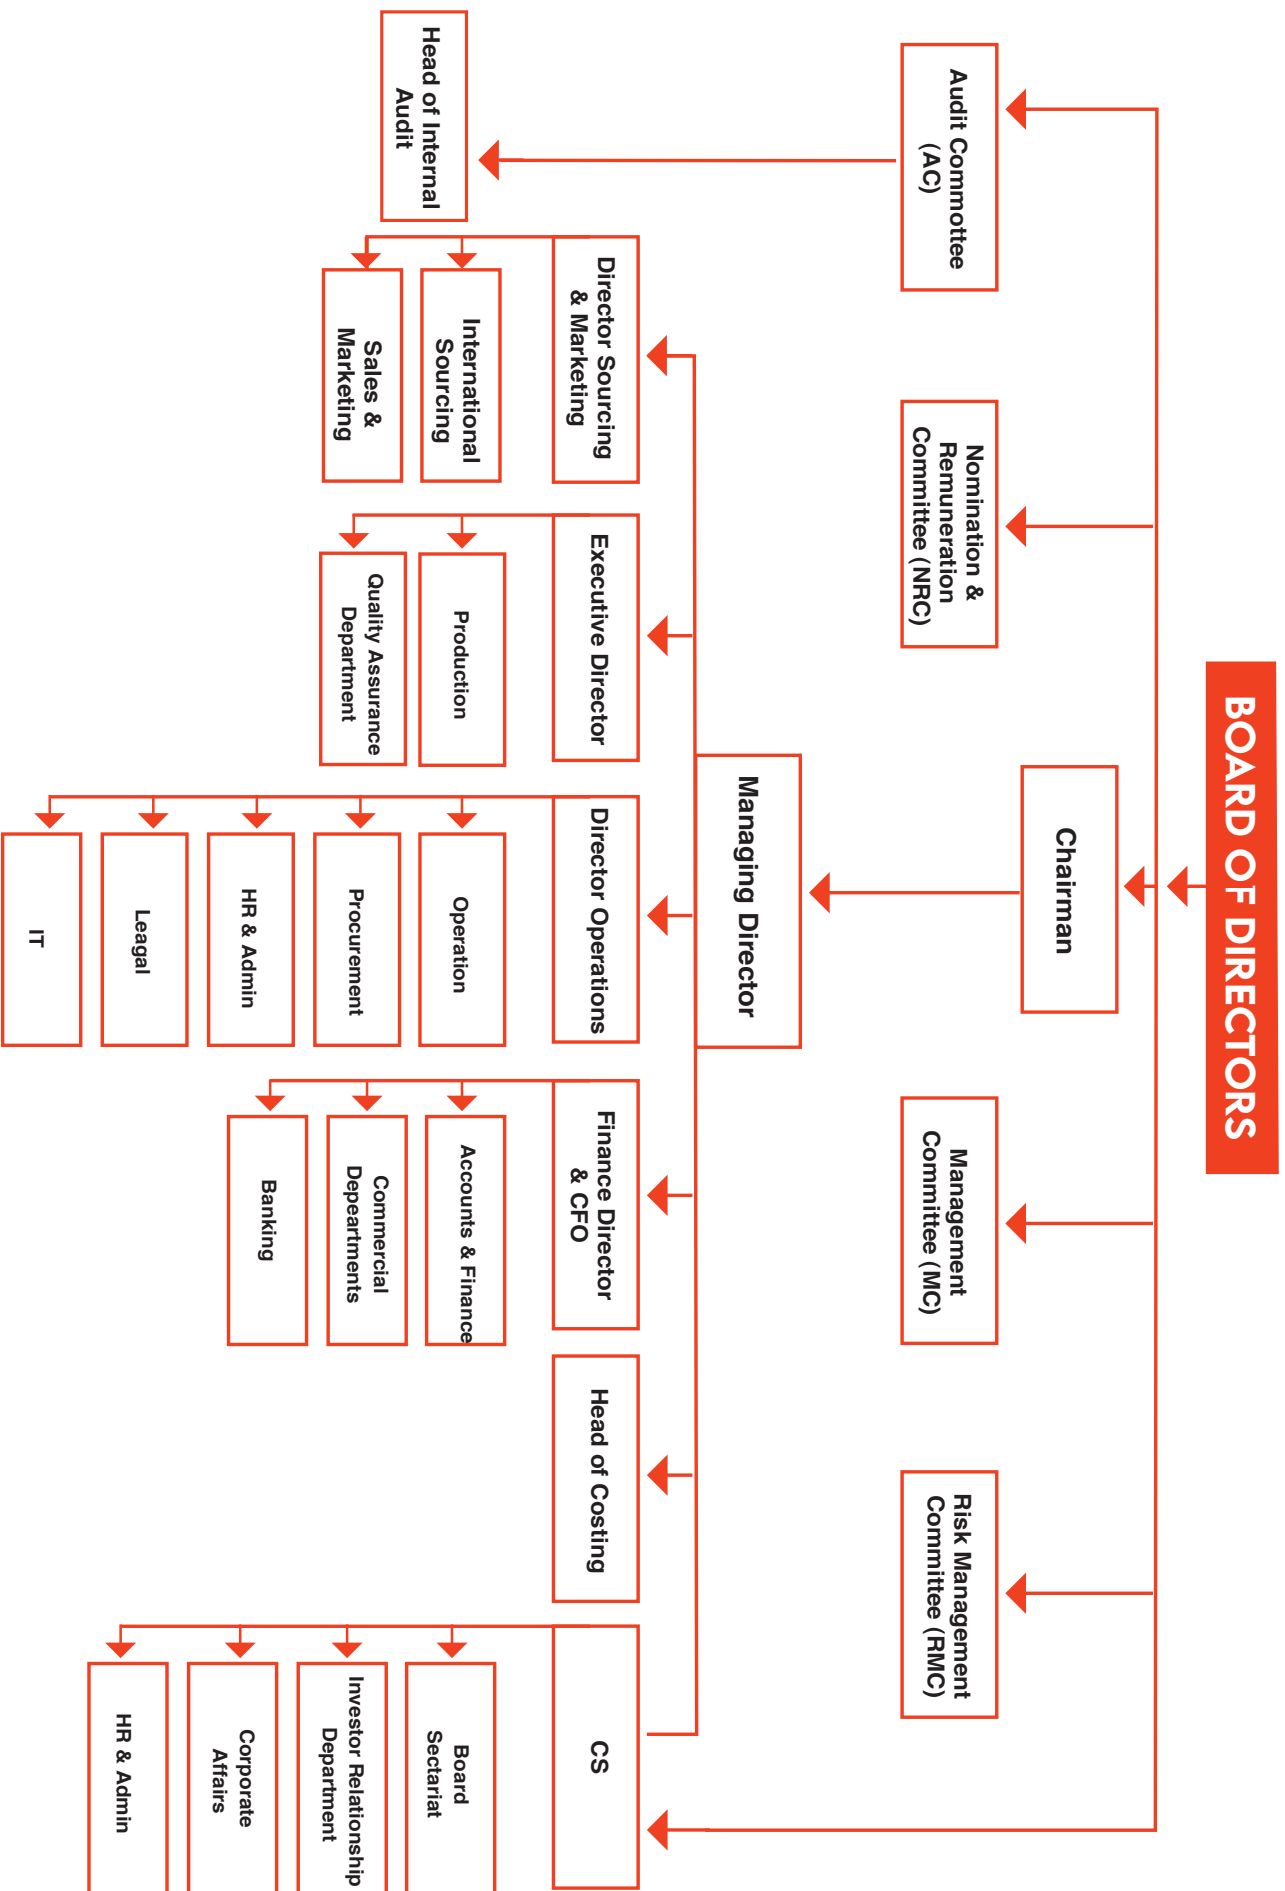 BOARD OF DIRECTORS
Chairman
Audit Commottee
(AC)
Nomination &
Remuneration
Committee (NRC)
Management
Committee (MC)
Risk Management
Committee (RMC)
Managing Director
Head of Internal
Audit
Director Sourcing
& Marketing
International
Sourcing
Sales &
Marketing
Executive Director
Production
Quality Assurance
Department
Director Operations
Operation
Procurement
HR & Admin
Leagal
IT
Finance Director
& CFO
Accounts & Finance
Commercial
Depeartments
Banking
Head of Costing
CS
Board
Sectariat
Investor Relationship
Department
Corporate
Affairs
HR & Admin